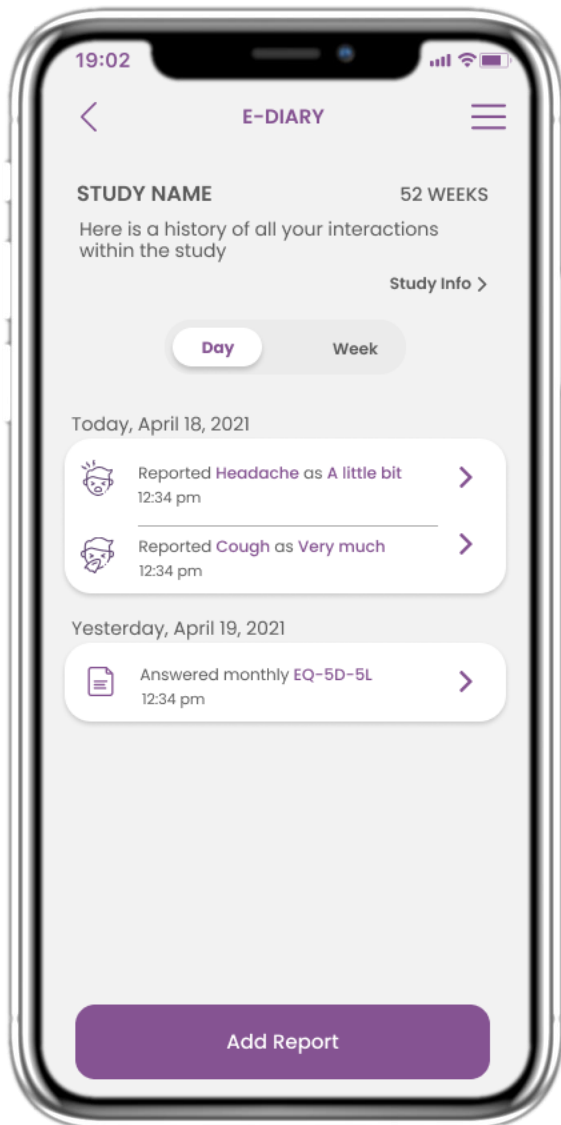 19:02
E-DIARY
STUDY NAME 52 WEEKS
Here is a history of all your interactions
within the study
Study Info >
Day Week
Today, April 18, 2021
Reported Headache as A little bit
12:34 pm
Reported Cough as Very much
12:34 pm
Yesterday, April 19, 2021
Answered monthly EQ-5D-5L
12:34 pm
Add Report